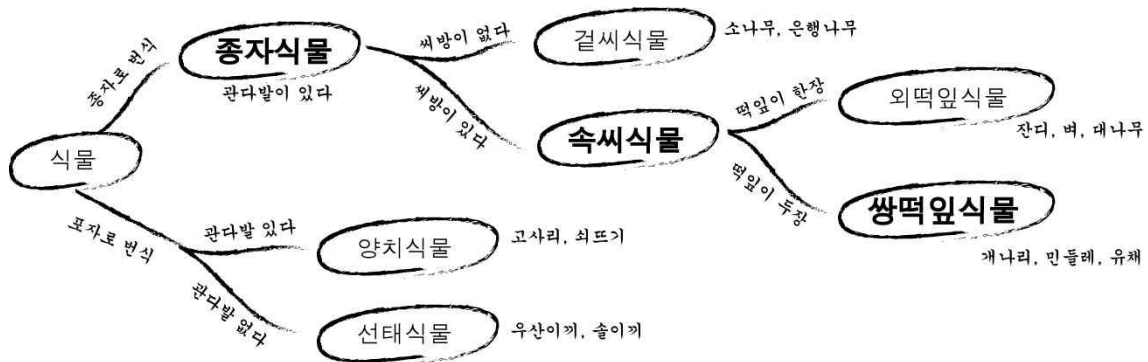 식물
종자로 번식
종자식물
관다발이 있다
씨방이 없다
겉씨식물
소나무, 은행나무
씨방이 있다
속씨식물
떡잎이 한장
외떡잎식물
잔디, 벼, 대나무
떡잎이 두장
쌍떡잎식물
개나리, 민들레, 유채
포자로 번식
관다발 있다
양치식물
고사리, 쇠뜨기
관다발 없다
선태식물
우산이끼, 솔이끼